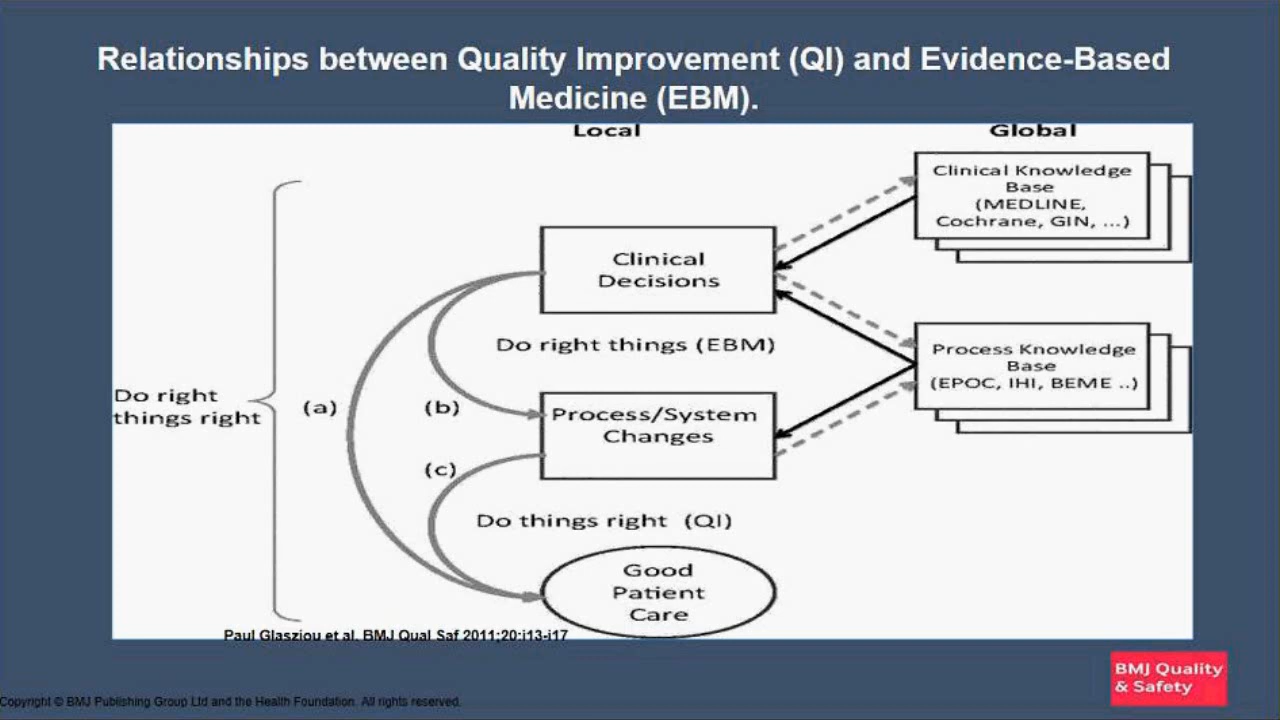 Relationships between Quality Improvement (QI) and Evidence-Based
Medicine (EBM).
Local
Global
Clinical Knowledge
Base
(MEDLINE,
Cochrane, GIN, ...)
Clinical
Decisions
Do right things (EBM)
Process Knowledge
Base
(EPOC, IHI, BEME ..)
Do right
things right
(a)
(b)
Process/System
Changes
(c)
Do things right (QI)
Good
Patient
Care
Paul Glasziou et al. BMJ Qual Saf 2011;20:i13-i17
BMJ Quality
& Safety
Copyright © BMJ Publishing Group Ltd and the Health Foundation. All rights reserved.